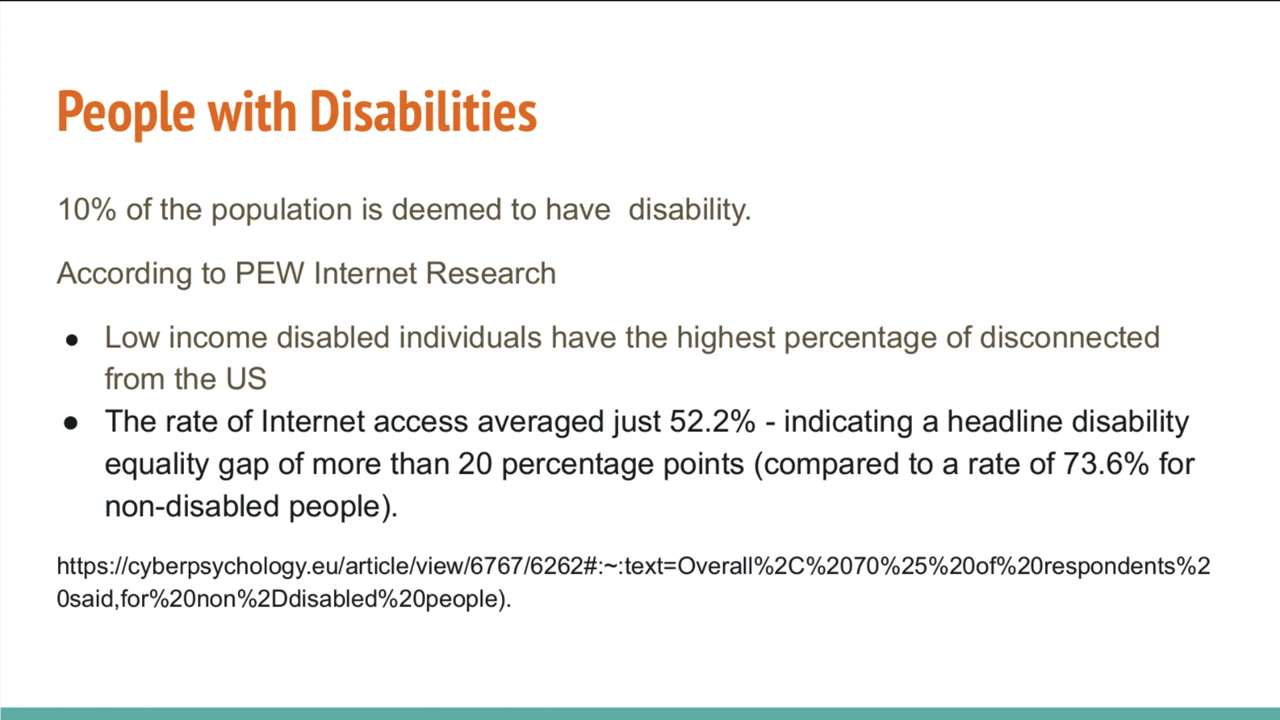 People with Disabilities
10% of the population is deemed to have  disability.
According to PEW Internet Research
● Low income disabled individuals have the highest percentage of disconnected
from the US
● The rate of Internet access averaged just 52.2% - indicating a headline disability
equality gap of more than 20 percentage points (compared to a rate of 73.6% for
non-disabled people).
https://cyberpsychology.eu/article/view/6767/6262#:~:text=Overall%2C%2070%25%20of%20respondents%2
0said,for%20non%2Ddisabled%20people).